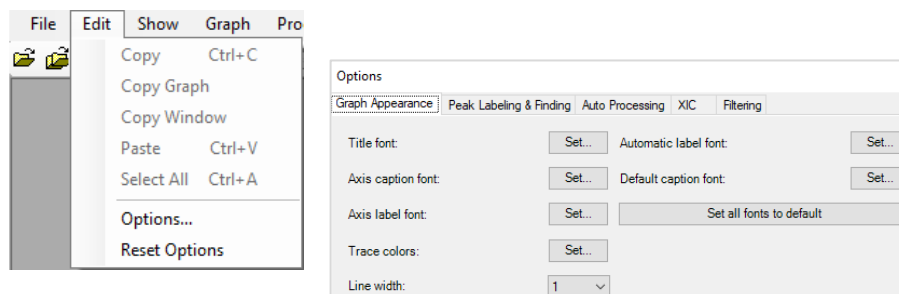 File Edit Show Graph Pro
Copy Ctrl+C
Copy Graph
Copy Window
Paste Ctrl+V
Select All Ctrl+A
Options...
Reset Options
Options
Graph Appearance Peak Labeling & Finding Auto Processing XIC Filtering
Title font: Set... Automatic label font: Set...
Axis caption font: Set... Default caption font: Set...
Axis label font: Set... Set all fonts to default
Trace colors: Set...
Line width: 1